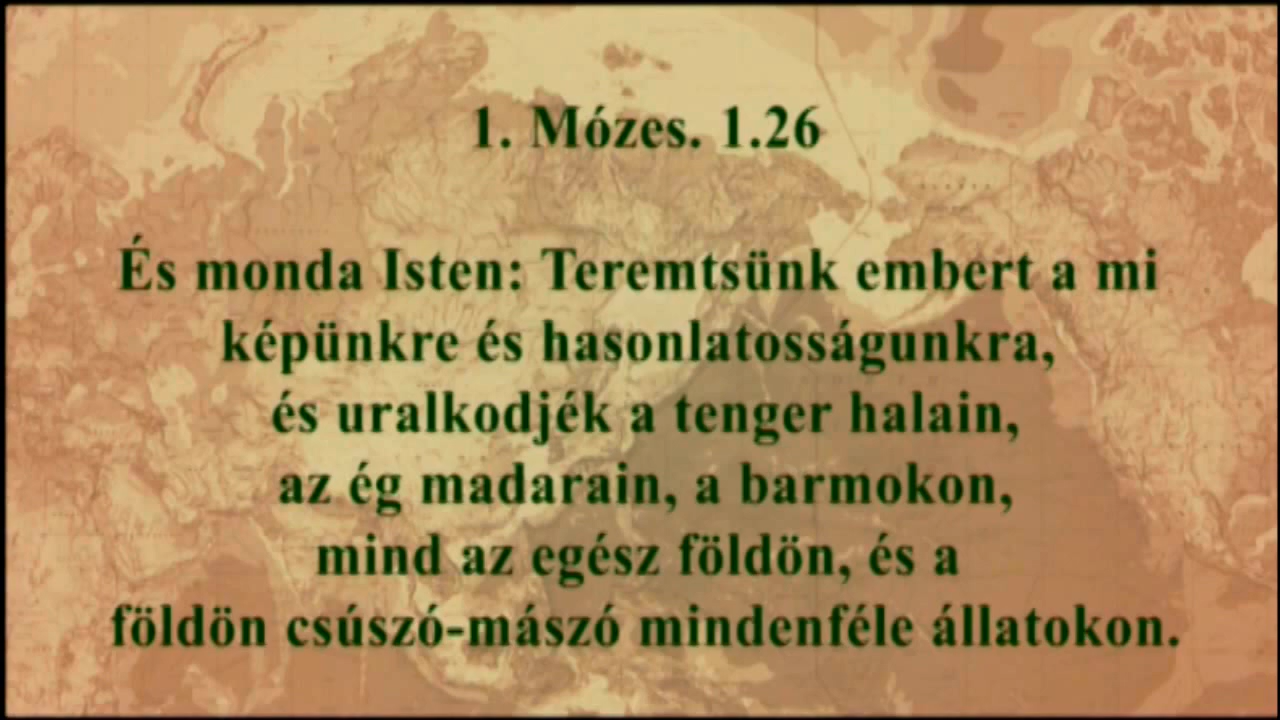 1. Mózes. 1.26
És monda Isten: Teremtsünk embert a mi
képünkre és hasonlatosságunkra,
és uralkodjék a tenger halain,
az ég madarain, a barmokon,
mind az egész földön, és a
földön csúszó-mászó mindenféle állatokon.